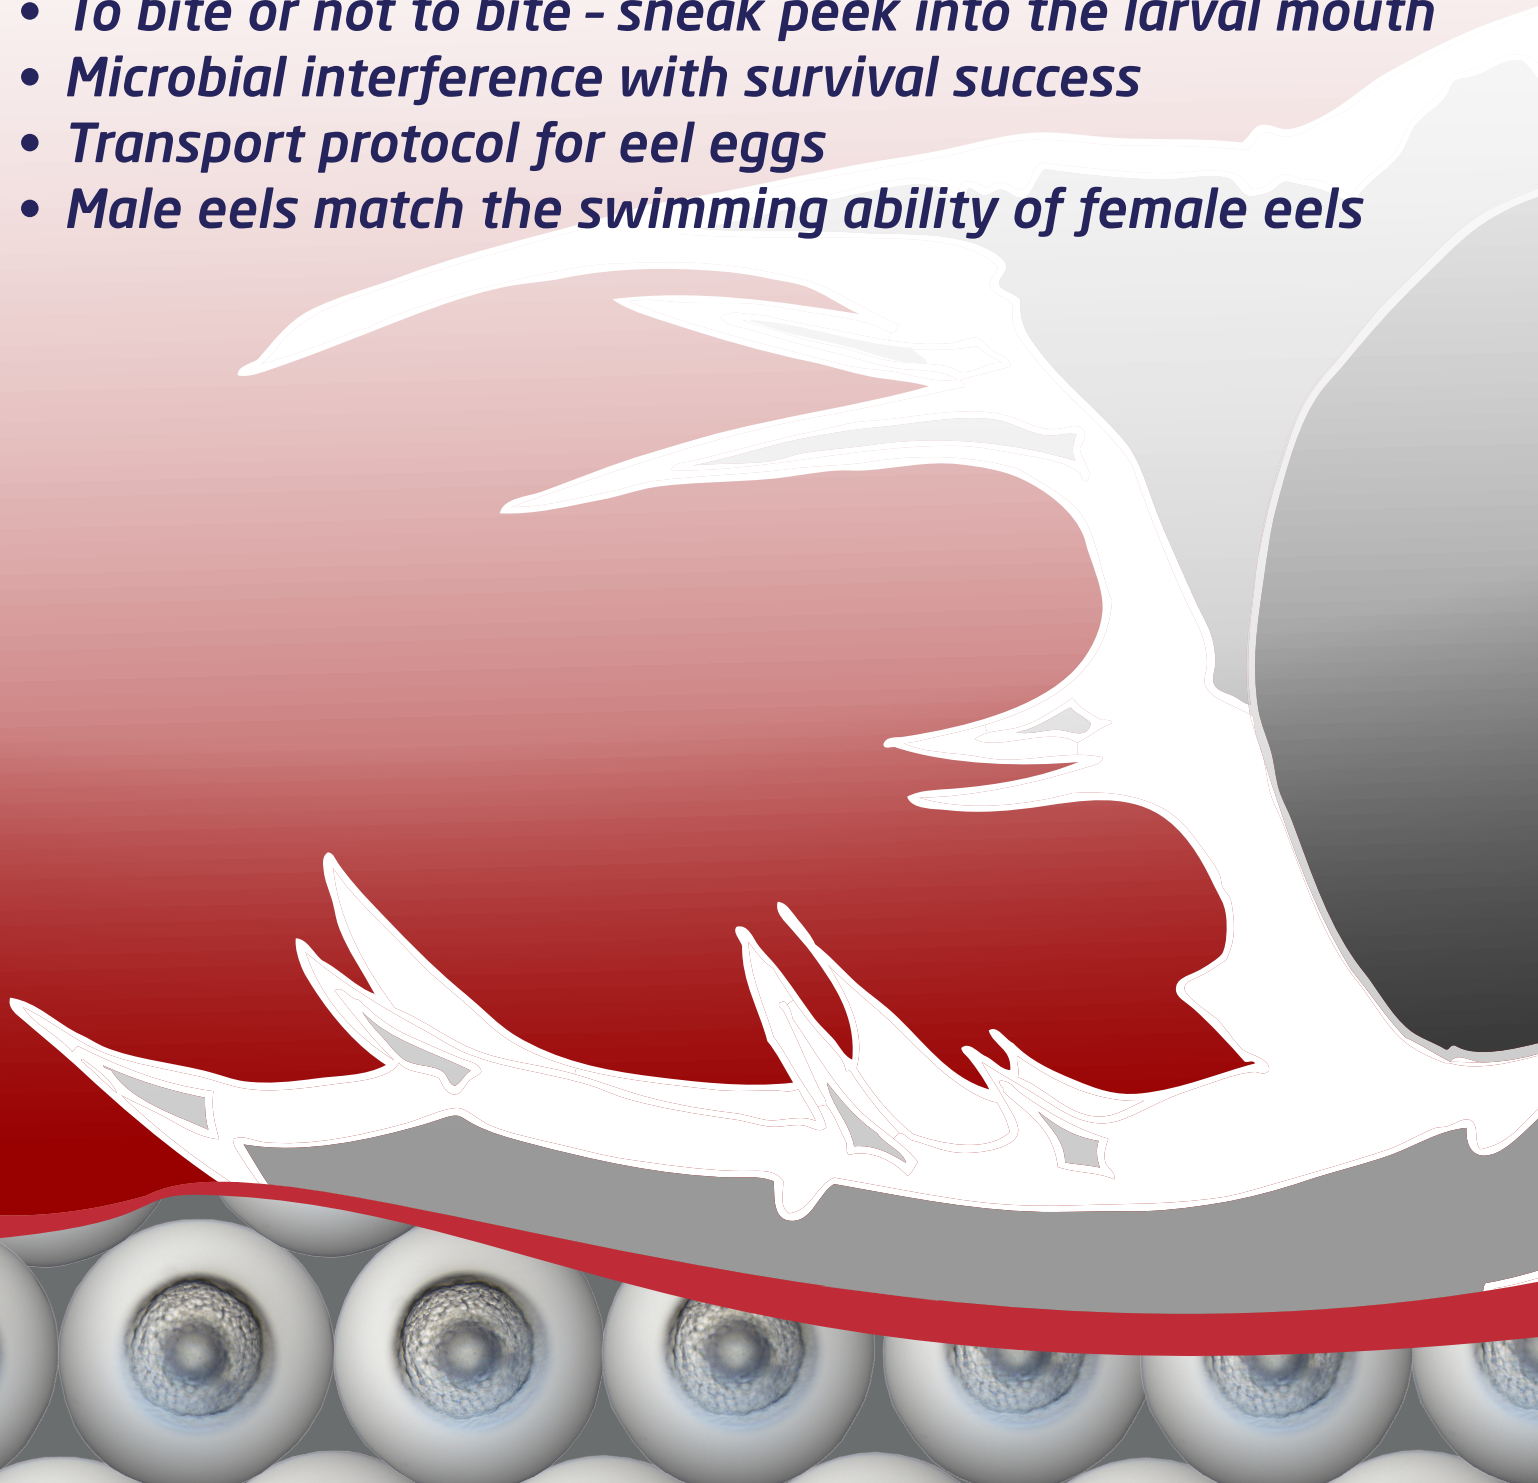 • To bite or not to bite – sneak peek into the larval mouth
• Microbial interference with survival success
• Transport protocol for eel eggs
• Male eels match the swimming ability of female eels